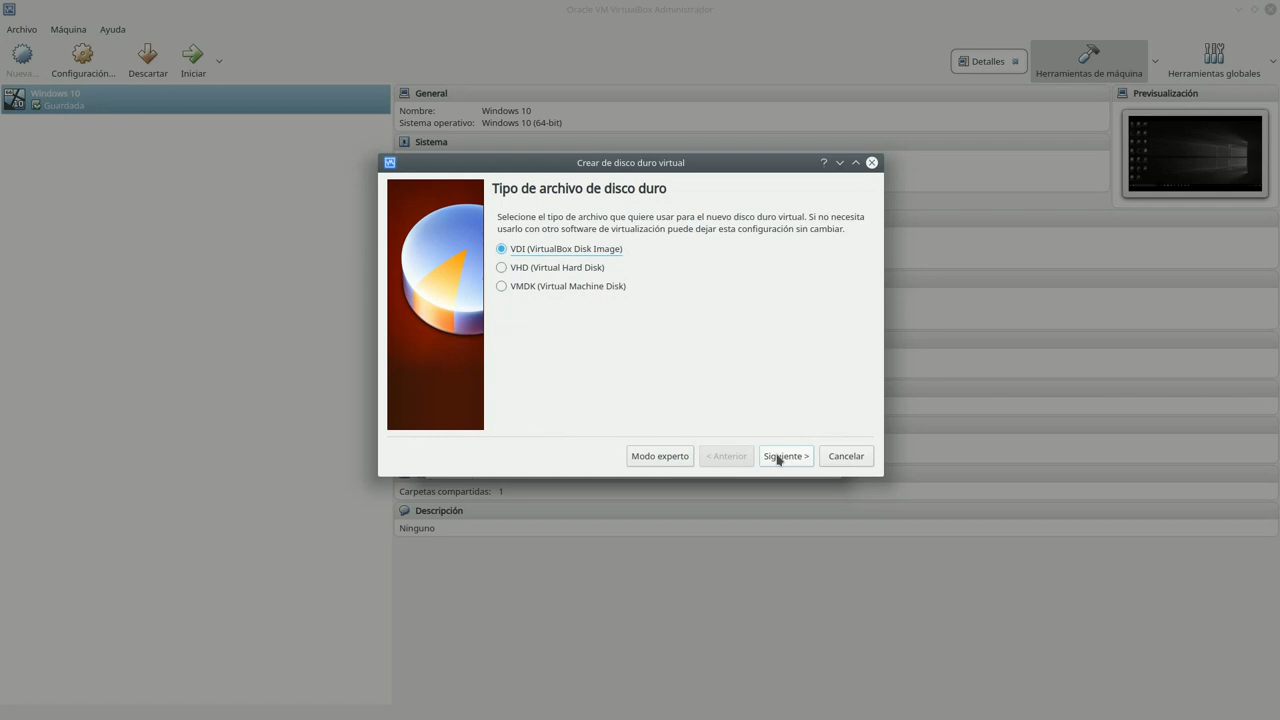 Oracle VM VirtualBox Administrador
Archivo Máquina Ayuda
Nueva... Configuración... Descartar Iniciar Detalles Herramientas de máquina Herramientas globales
Windows 10
Guardada
General
Nombre: Windows 10
Sistema operativo: Windows 10 (64-bit)
Previsualización
Sistema
Crear de disco duro virtual
Tipo de archivo de disco duro
Selecione el tipo de archivo que quiere usar para el nuevo disco duro virtual. Si no necesita
usarlo con otro software de virtualización puede dejar esta configuración sin cambiar.
VDI (VirtualBox Disk Image)
VHD (Virtual Hard Disk)
VMDK (Virtual Machine Disk)
Modo experto < Anterior Siguiente > Cancelar
Carpetas compartidas: 1
Descripción
Ninguno